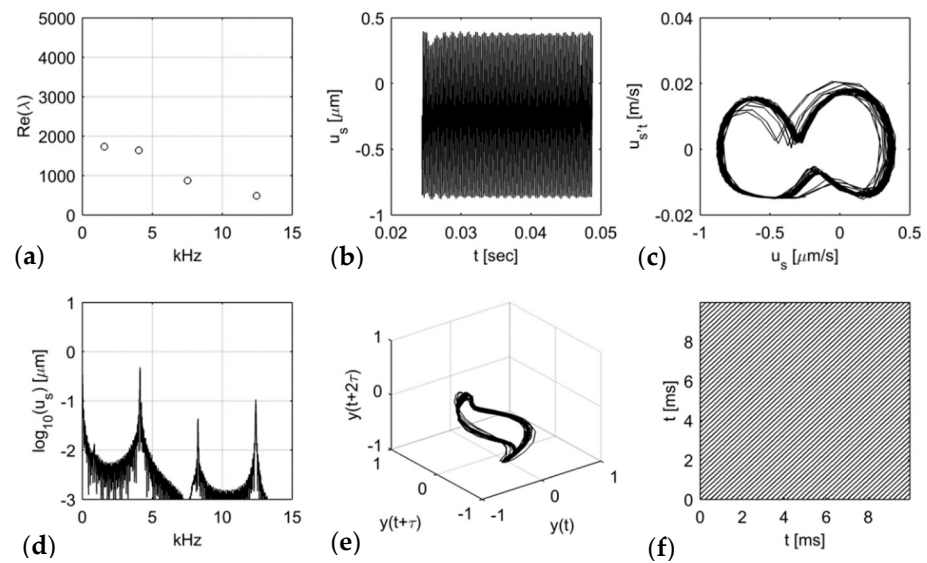 5000
4000
3000
2000
1000
0
Re(λ)
0 5 10 15
kHz
(a)
0.5
0
-0.5
-1
u_s [μm]
0.02 0.03 0.04 0.05
t [sec]
(b)
0.04
0.02
0
-0.02
u_s,t [m/s]
-1 -0.5 0 0.5
u_s [μm/s]
(c)
1
0
-1
-2
-3
log10(u_s) [μm]
0 5 10 15
kHz
(d)
1
0
-1
y(t+2τ)
1
0
-1
y(t+τ)
-1
0
1
y(t)
(e)
8
6
4
2
0
t [ms]
0 2 4 6 8
t [ms]
(f)